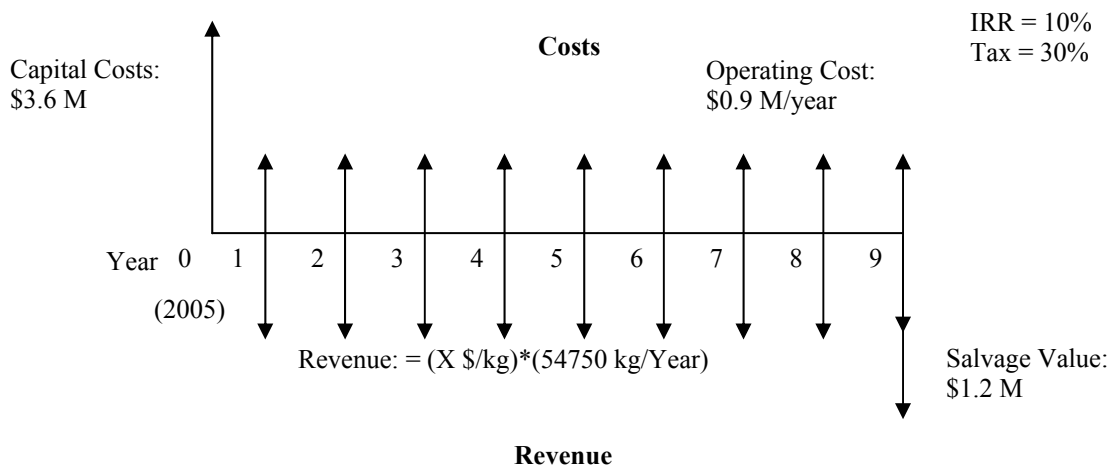 IRR = 10%
Tax = 30%
Costs
Capital Costs:
$3.6 M
Operating Cost:
$0.9 M/year
Year 0 1 2 3 4 5 6 7 8 9
(2005)
Revenue: = (X $/kg)*(54750 kg/Year)
Salvage Value:
$1.2 M
Revenue